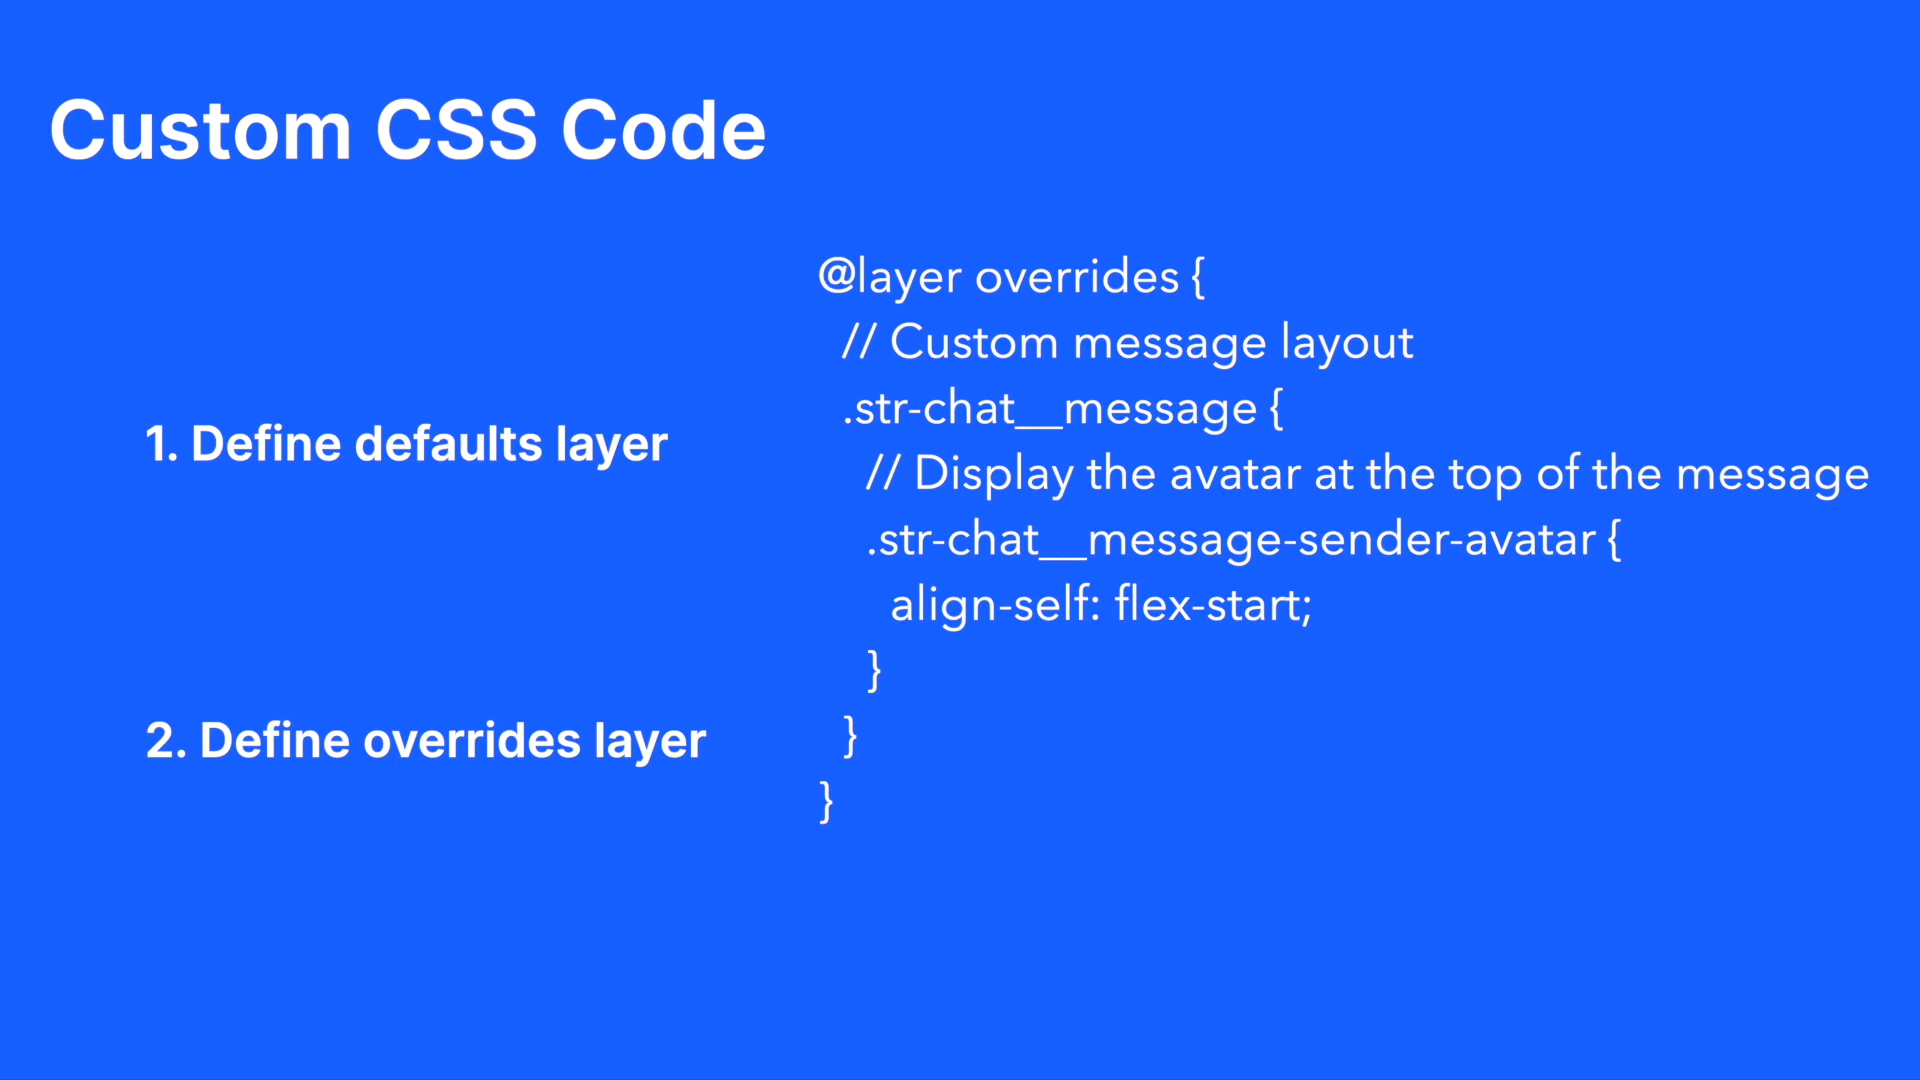 Custom CSS Code
1. Define defaults layer
2. Define overrides layer
@layer overrides {
// Custom message layout
.str-chat__message {
// Display the avatar at the top of the message
.str-chat__message-sender-avatar {
align-self: flex-start;
}
}
}